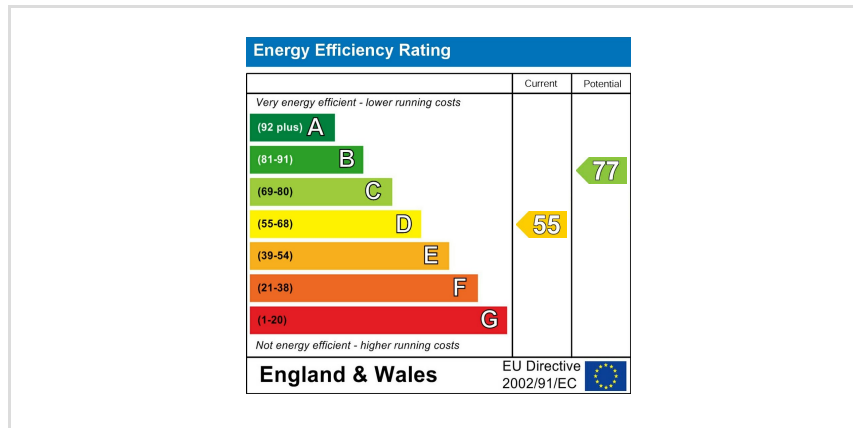 Energy Efficiency Rating
Current Potential
Very energy efficient - lower running costs
(92 plus) A
(81-91) B
77
(69-80) C
(55-68) D
55
(39-54) E
(21-38) F
(1-20) G
Not energy efficient - higher running costs
England & Wales
EU Directive
2002/91/EC